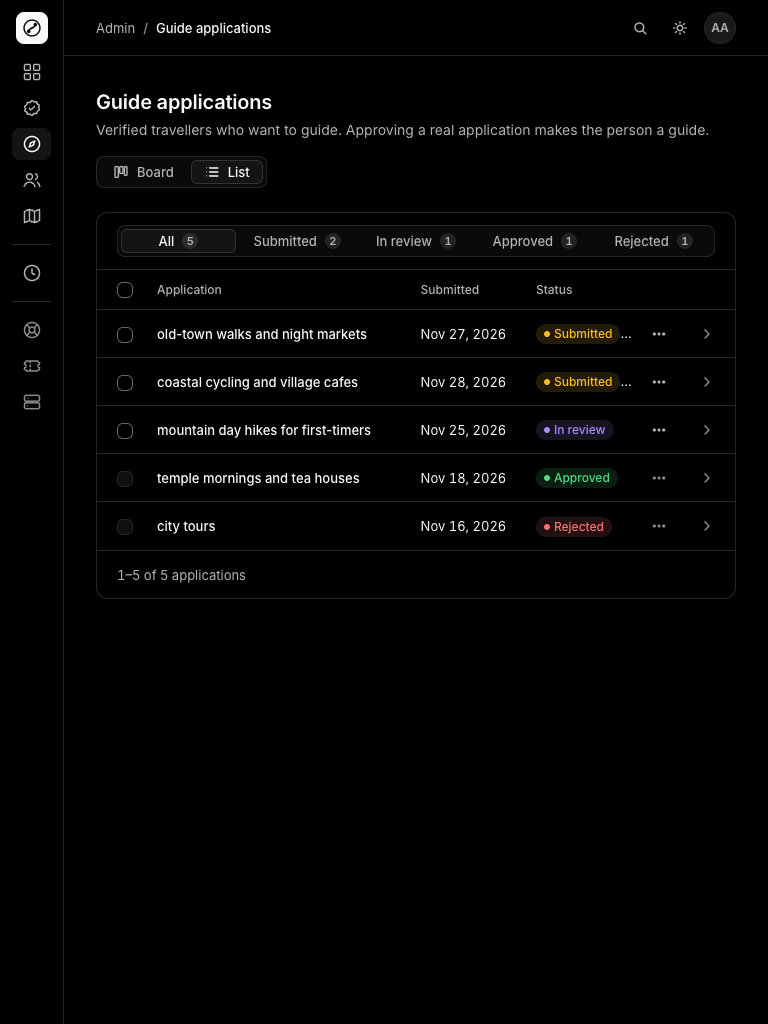 Admin / Guide applications
AA
Guide applications
Verified travellers who want to guide. Approving a real application makes the person a guide.
Board List
All 5 Submitted 2 In review 1 Approved 1 Rejected 1
Application Submitted Status
old-town walks and night markets Nov 27, 2026 Submitted ...
coastal cycling and village cafes Nov 28, 2026 Submitted ...
mountain day hikes for first-timers Nov 25, 2026 In review
temple mornings and tea houses Nov 18, 2026 Approved
city tours Nov 16, 2026 Rejected
1–5 of 5 applications